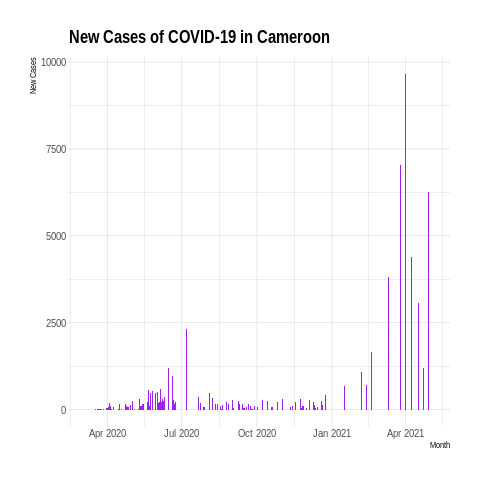 New Cases of COVID-19 in Cameroon
New Cases
10000
7500
5000
2500
0
Apr 2020 Jul 2020 Oct 2020 Jan 2021 Apr 2021
Month